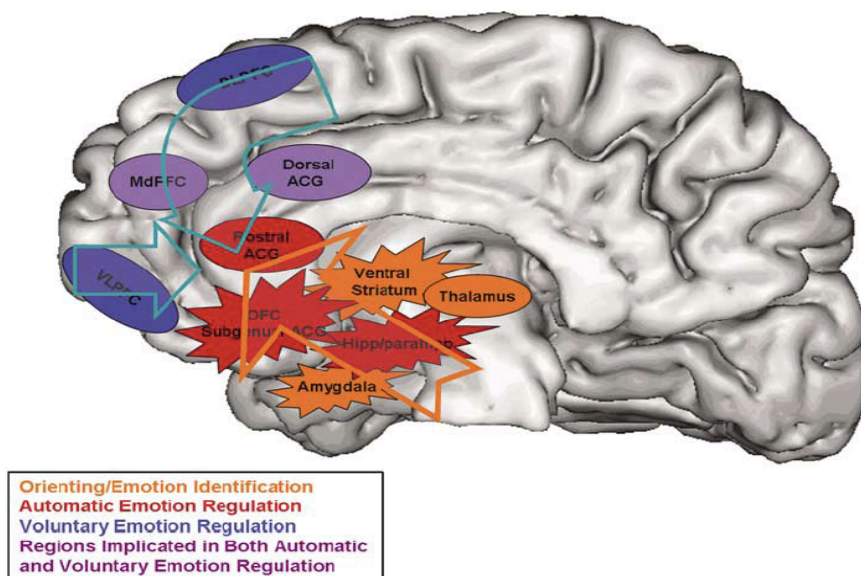 DLPFC
MdPFC
Dorsal
ACG
Rostral
ACG
VLPFC
Ventral
Striatum
Thalamus
OFC
Subgenual ACG
Hipp/parahipp
Amygdala
Orienting/Emotion Identification
Automatic Emotion Regulation
Voluntary Emotion Regulation
Regions Implicated in Both Automatic
and Voluntary Emotion Regulation